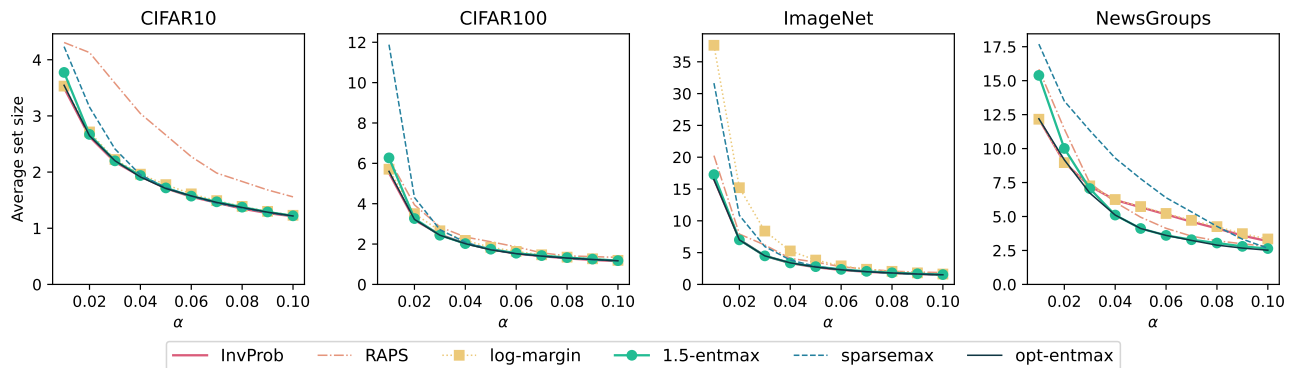 CIFAR10
CIFAR100
ImageNet
NewsGroups
Average set size
4
3
2
1
0
0.02 0.04 0.06 0.08 0.10
α
12
10
8
6
4
2
0
0.02 0.04 0.06 0.08 0.10
α
35
30
25
20
15
10
5
0
0.02 0.04 0.06 0.08 0.10
α
17.5
15.0
12.5
10.0
7.5
5.0
2.5
0.0
0.02 0.04 0.06 0.08 0.10
α
InvProb RAPS log-margin 1.5-entmax sparsemax opt-entmax